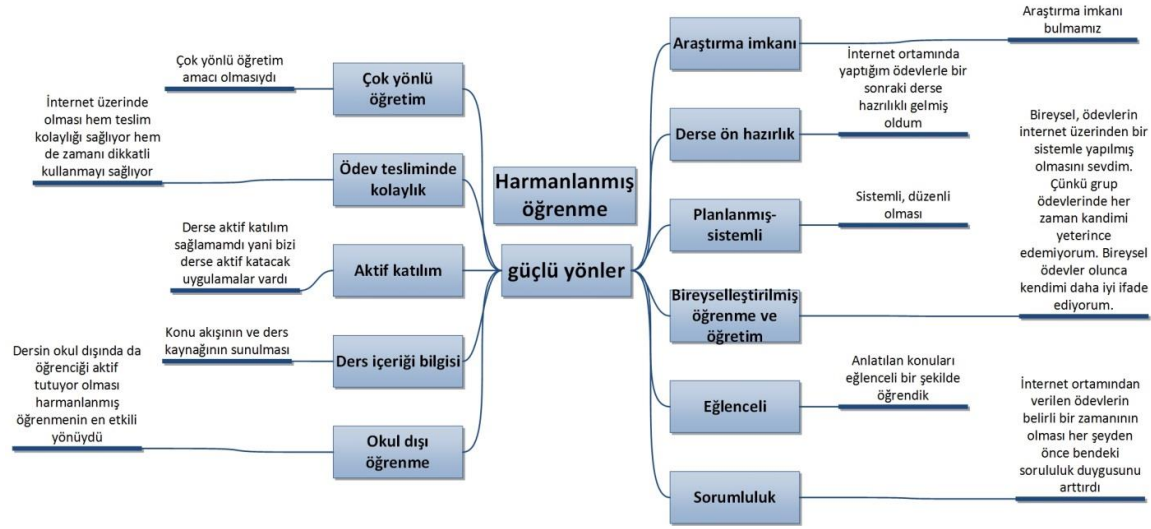 Harmanlanmış
öğrenme
güçlü yönler
Çok yönlü öğretim
amacı olmasıydı
Çok yönlü
öğretim
İnternet üzerinde
olması hem teslim
kolaylığı sağlıyor hem
de zamanı dikkatli
kullanmayı sağlıyor
Ödev tesliminde
kolaylık
Derse aktif katılım
sağlamamdı yani bizi
derse aktif katacak
uygulamalar vardı
Aktif katılım
Konu akışının ve ders
kaynağının sunulması
Ders içeriği bilgisi
Dersin okul dışında da
öğrenciği aktif
tutuyor olması
harmanlanmış
öğrenmenin en etkili
yönüydü
Okul dışı
öğrenme
Araştırma imkanı
Araştırma imkanı
bulmamız
Derse ön hazırlık
İnternet ortamında
yaptığım ödevlerle bir
sonraki derse
hazırlıklı gelmiş
oldum
Planlanmış-
sistemli
Sistemli, düzenli
olması
Bireyselleştirilmiş
öğrenme ve
öğretim
Bireysel, ödevlerin
internet üzerinden bir
sistemle yapılmış
olmasını sevdim.
Çünkü grup
ödevlerinde her
zaman kandimi
yeterince
edemiyorum. Bireysel
ödevler olunca
kendimi daha iyi ifade
ediyorum.
Eğlenceli
Anlatılan konuları
eğlenceli bir şekilde
öğrendik
Sorumluluk
İnternet ortamından
verilen ödevlerin
belirli bir zamanının
olması her şeyden
önce bendeki
sorululuk duygusunu
arttırdı